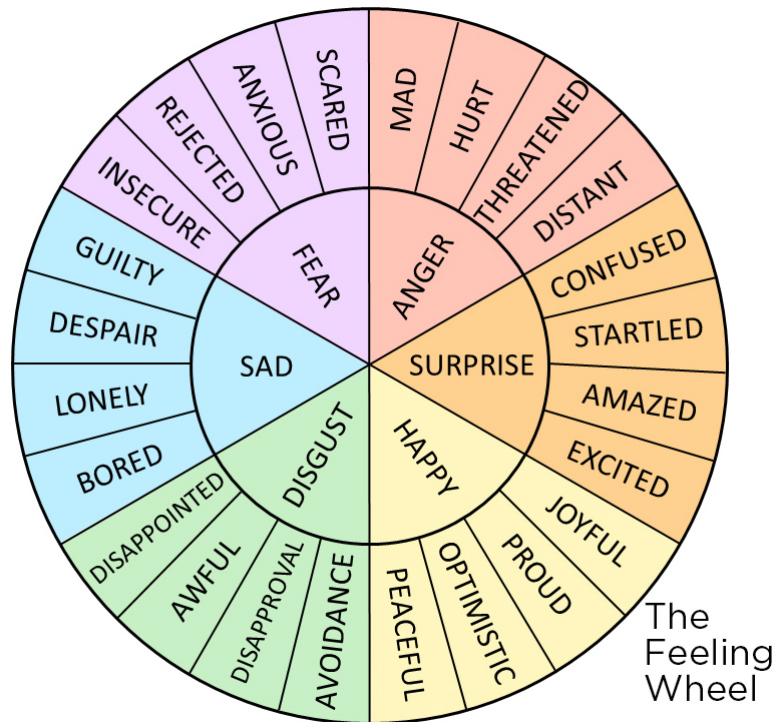 MAD
HURT
THREATENED
DISTANT
CONFUSED
STARTLED
AMAZED
EXCITED
JOYFUL
PROUD
OPTIMISTIC
PEACEFUL
AVOIDANCE
DISAPPROVAL
AWFUL
DISAPPOINTED
BORED
LONELY
DESPAIR
GUILTY
INSECURE
REJECTED
ANXIOUS
SCARED
ANGER
SURPRISE
HAPPY
DISGUST
SAD
FEAR
The
Feeling
Wheel